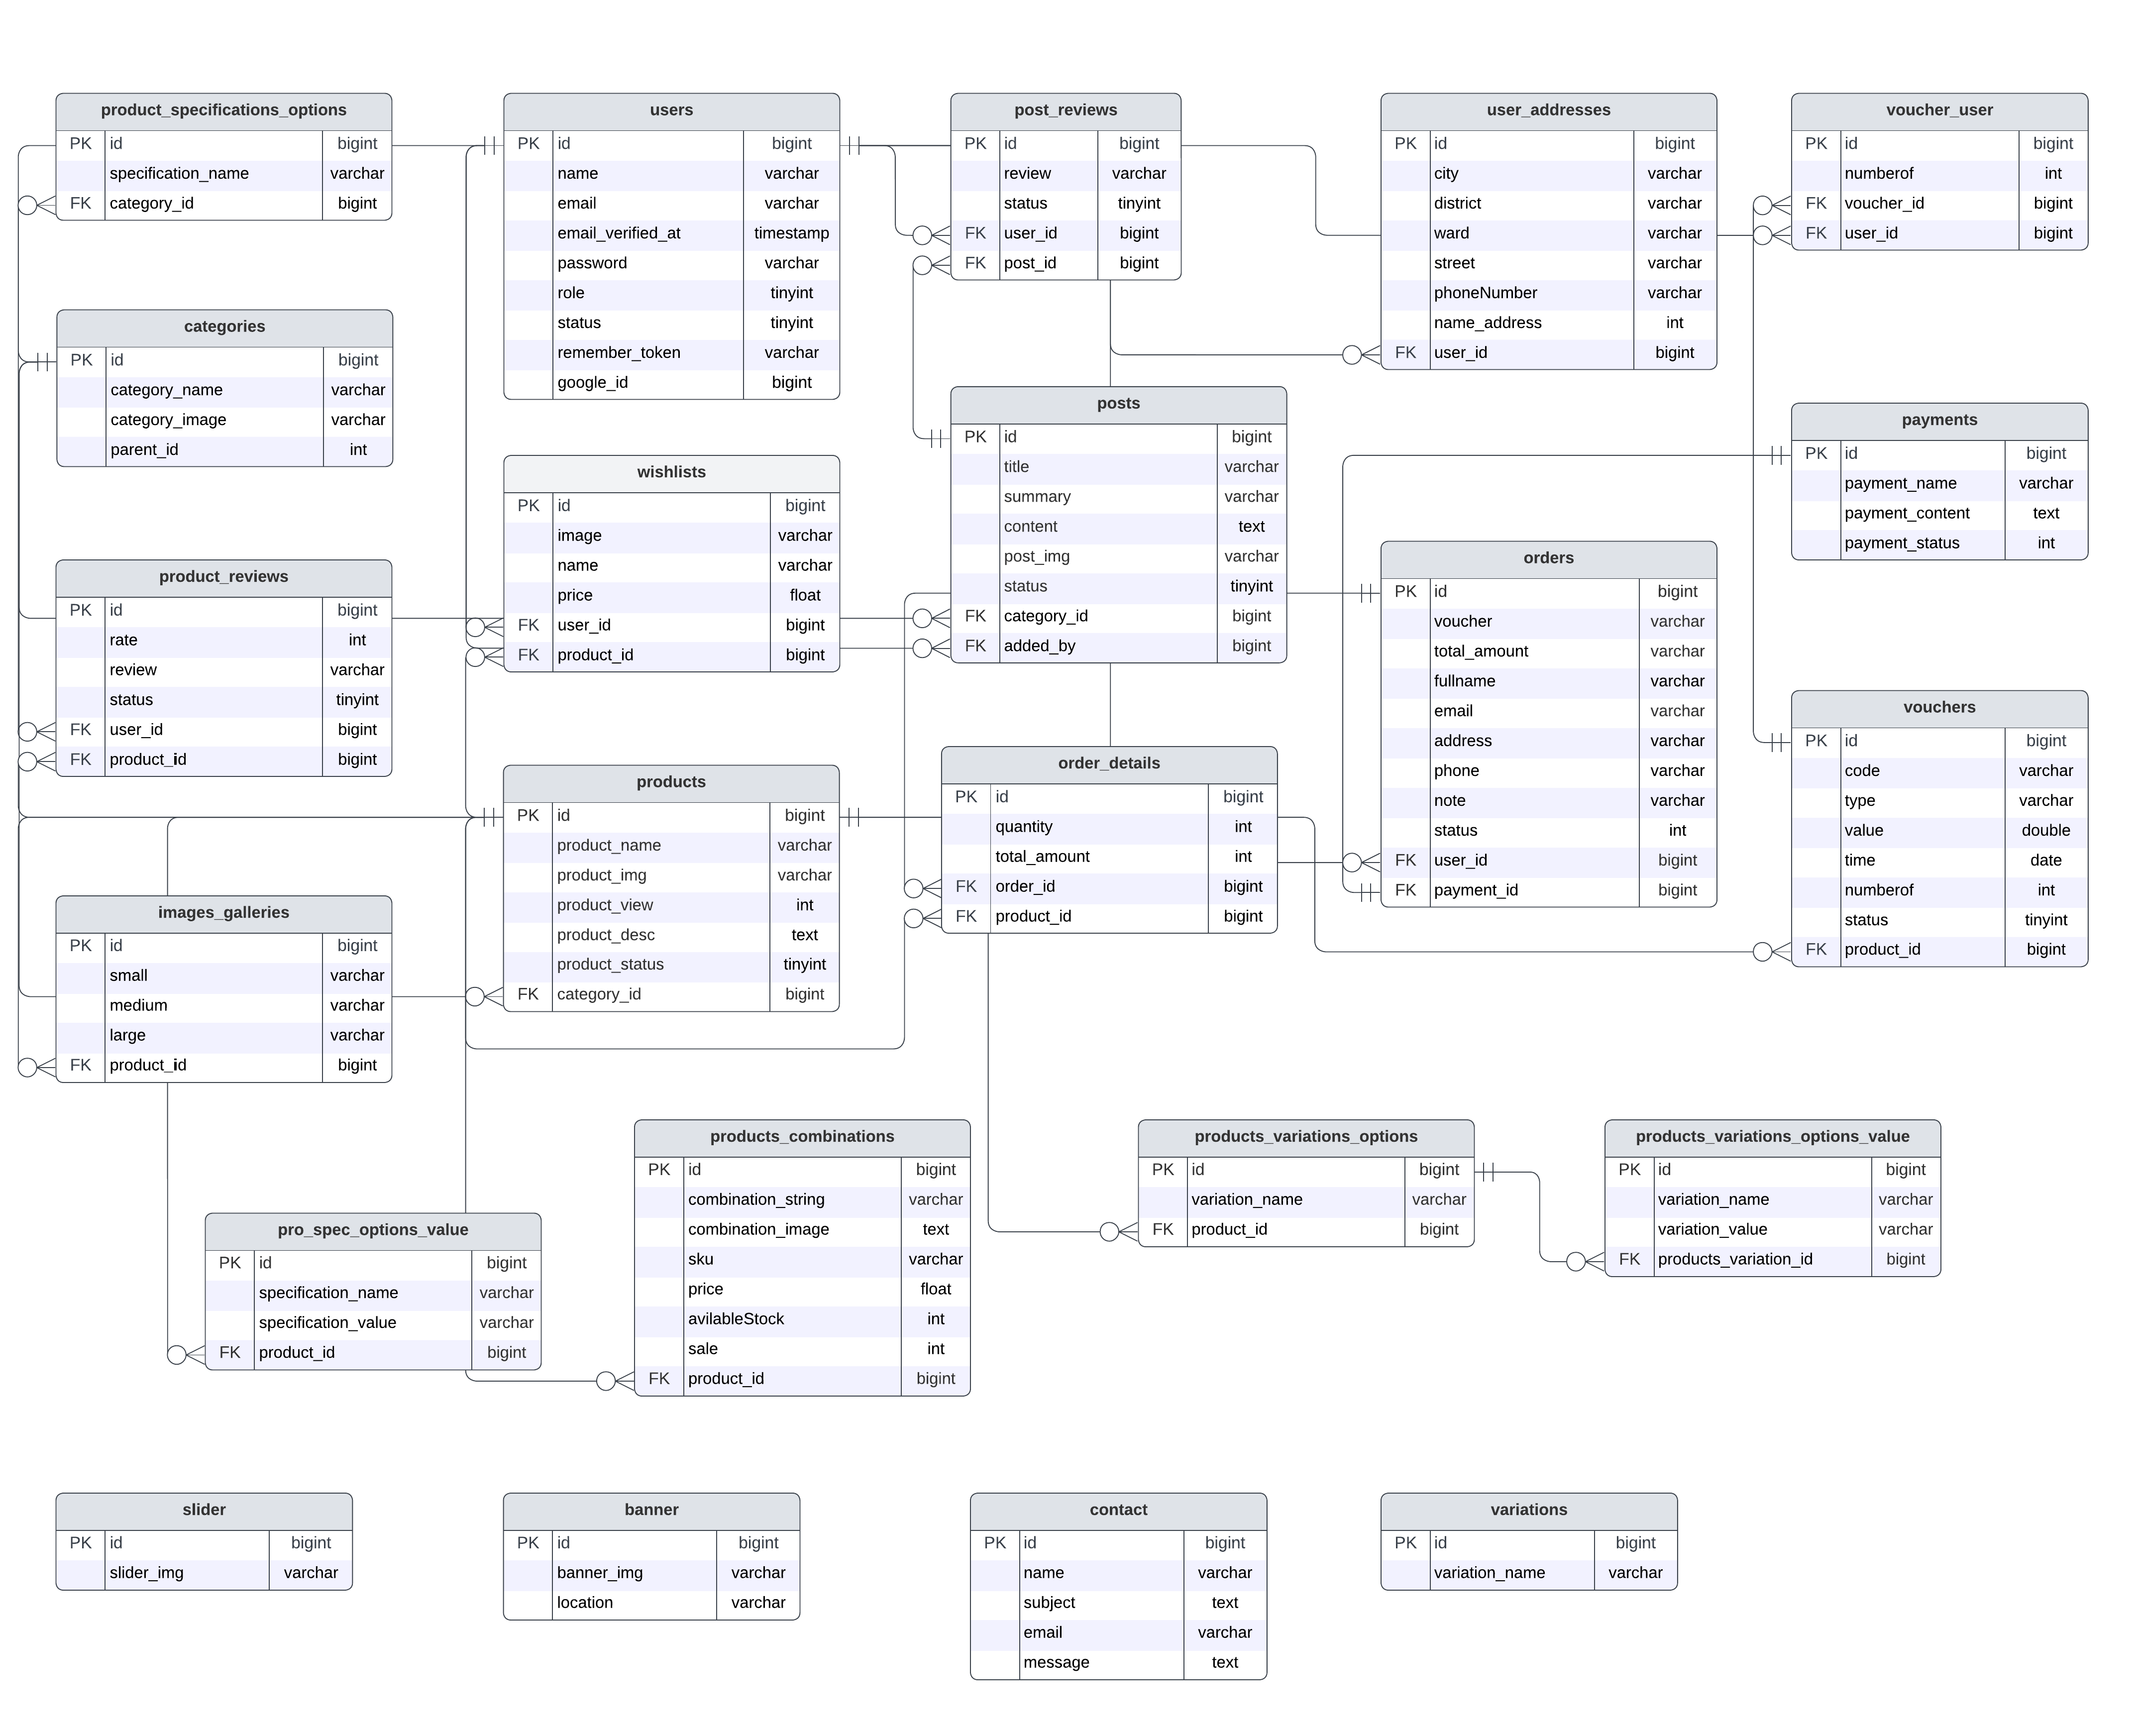 product_specifications_options
PK id bigint
specification_name varchar
FK category_id bigint
users
PK id bigint
name varchar
email varchar
email_verified_at timestamp
password varchar
role tinyint
status tinyint
remember_token varchar
google_id bigint
post_reviews
PK id bigint
review varchar
status tinyint
FK user_id bigint
FK post_id bigint
user_addresses
PK id bigint
city varchar
district varchar
ward varchar
street varchar
phoneNumber varchar
name_address int
FK user_id bigint
voucher_user
PK id bigint
numberof int
FK voucher_id bigint
FK user_id bigint
categories
PK id bigint
category_name varchar
category_image varchar
parent_id int
wishlists
PK id bigint
image varchar
name varchar
price float
FK user_id bigint
FK product_id bigint
posts
PK id bigint
title varchar
summary varchar
content text
post_img varchar
status tinyint
FK category_id bigint
FK added_by bigint
payments
PK id bigint
payment_name varchar
payment_content text
payment_status int
product_reviews
PK id bigint
rate int
review varchar
status tinyint
FK user_id bigint
FK product_id bigint
orders
PK id bigint
voucher varchar
total_amount varchar
fullname varchar
email varchar
address varchar
phone varchar
note varchar
status int
FK user_id bigint
FK payment_id bigint
vouchers
PK id bigint
code varchar
type varchar
value double
time date
numberof int
status tinyint
FK product_id bigint
products
PK id bigint
product_name varchar
product_img varchar
product_view int
product_desc text
product_status tinyint
FK category_id bigint
order_details
PK id bigint
quantity int
total_amount int
FK order_id bigint
FK product_id bigint
images_galleries
PK id bigint
small varchar
medium varchar
large varchar
FK product_id bigint
products_combinations
PK id bigint
combination_string varchar
combination_image text
sku varchar
price float
avilableStock int
sale int
FK product_id bigint
products_variations_options
PK id bigint
variation_name varchar
FK product_id bigint
products_variations_options_value
PK id bigint
variation_name varchar
variation_value varchar
FK products_variation_id bigint
pro_spec_options_value
PK id bigint
specification_name varchar
specification_value varchar
FK product_id bigint
slider
PK id bigint
slider_img varchar
banner
PK id bigint
banner_img varchar
location varchar
contact
PK id bigint
name varchar
subject text
email varchar
message text
variations
PK id bigint
variation_name varchar